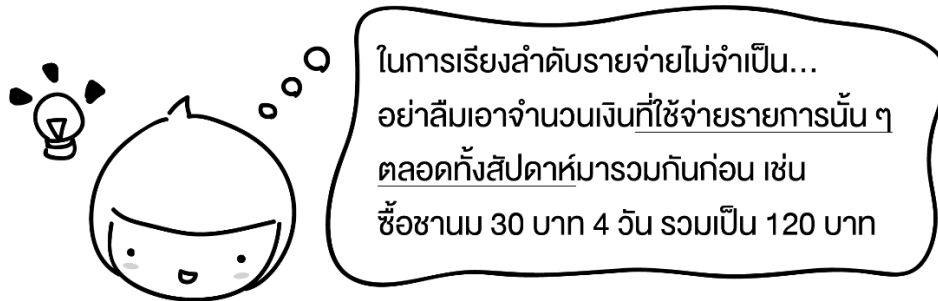 ในการเรียงลำดับรายจ่ายไม่จำเป็น...
อย่าลืมเอาจำนวนเงินที่ใช้จ่ายรายการนั้น ๆ
ตลอดทั้งสัปดาห์มารวมกันก่อน เช่น
ซื้อชานม 30 บาท 4 วัน รวมเป็น 120 บาท